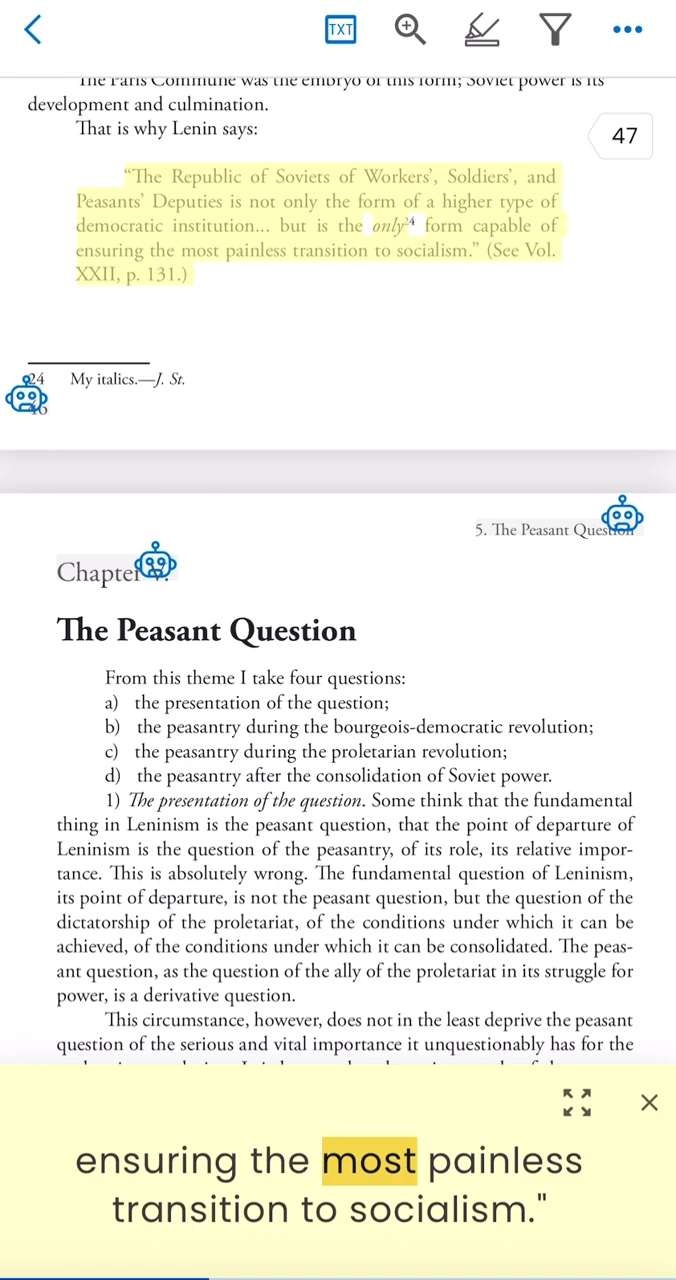 TXT
The Paris Commune was the embryo of this form; Soviet power is its
development and culmination.
That is why Lenin says:
47
“The Republic of Soviets of Workers’, Soldiers’, and
Peasants’ Deputies is not only the form of a higher type of
democratic institution... but is the only24 form capable of
ensuring the most painless transition to socialism.” (See Vol.
XXII, p. 131.)
24 My italics.—J. St.
46
5. The Peasant Question
Chapter
The Peasant Question
From this theme I take four questions:
a) the presentation of the question;
b) the peasantry during the bourgeois-democratic revolution;
c) the peasantry during the proletarian revolution;
d) the peasantry after the consolidation of Soviet power.
1) The presentation of the question. Some think that the fundamental
thing in Leninism is the peasant question, that the point of departure of
Leninism is the question of the peasantry, of its role, its relative impor-
tance. This is absolutely wrong. The fundamental question of Leninism,
its point of departure, is not the peasant question, but the question of the
dictatorship of the proletariat, of the conditions under which it can be
achieved, of the conditions under which it can be consolidated. The peas-
ant question, as the question of the ally of the proletariat in its struggle for
power, is a derivative question.
This circumstance, however, does not in the least deprive the peasant
question of the serious and vital importance it unquestionably has for the
ensuring the most painless
transition to socialism."